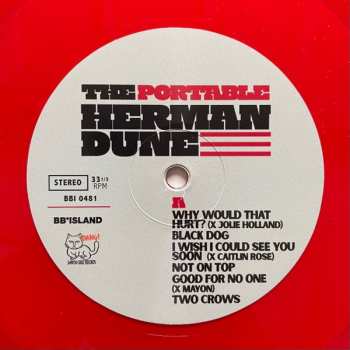 THE PORTABLE
HERMAN
DUNE
STEREO
33 1/3
RPM
BBI 0481
BB*ISLAND
DANG!
A
WHY WOULD THAT
HURT? (X JOLIE HOLLAND)
BLACK DOG
I WISH I COULD SEE YOU
SOON (X CAITLIN ROSE)
NOT ON TOP
GOOD FOR NO ONE
(X MAYON)
TWO CROWS